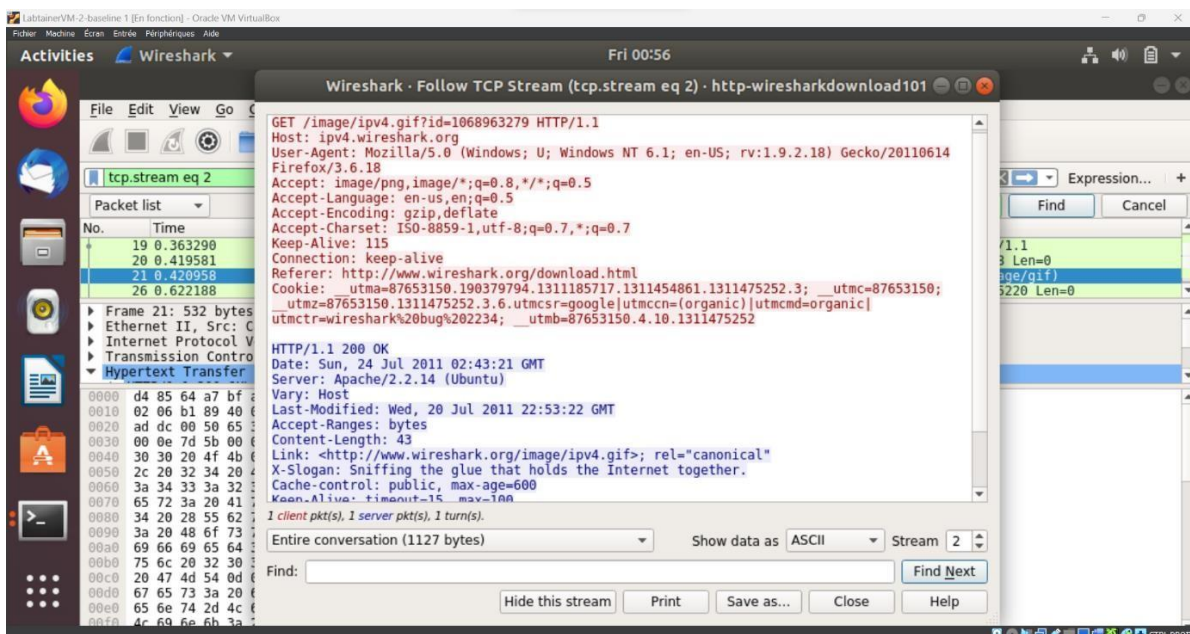 LabtainerVM-2-baseline 1 [En fonction] - Oracle VM VirtualBox
Fichier Machine Écran Entrée Périphériques Aide
Activities Wireshark Fri 00:56
Wireshark · Follow TCP Stream (tcp.stream eq 2) · http-wiresharkdownload101
File Edit View Go
tcp.stream eq 2
Expression... +
Packet list
Find Cancel
No. Time
19 0.363290 /1.1
20 0.419581 Len=0
21 0.420958 age/gif)
26 0.622188 5220 Len=0
Frame 21: 532 bytes
Ethernet II, Src: C
Internet Protocol V
Transmission Contro
Hypertext Transfer
0000 d4 85 64 a7 bf
0010 02 06 b1 89 40
0020 ad dc 00 50 65
0030 00 0e 7d 5b 00
0040 30 30 20 4f 4b
0050 2c 20 32 34 20
0060 3a 34 33 3a 32
0070 65 72 3a 20 41
0080 34 20 28 55 62
0090 3a 20 48 6f 73
00a0 69 66 69 65 64
00b0 75 6c 20 32 30
00c0 20 47 4d 54 0d
00d0 67 65 73 3a 20
00e0 65 6e 74 2d 4c
00f0 4c 69 6e 6b 3a
GET /image/ipv4.gif?id=1068963279 HTTP/1.1
Host: ipv4.wireshark.org
User-Agent: Mozilla/5.0 (Windows; U; Windows NT 6.1; en-US; rv:1.9.2.18) Gecko/20110614
Firefox/3.6.18
Accept: image/png,image/*;q=0.8,*/*;q=0.5
Accept-Language: en-us,en;q=0.5
Accept-Encoding: gzip,deflate
Accept-Charset: ISO-8859-1,utf-8;q=0.7,*;q=0.7
Keep-Alive: 115
Connection: keep-alive
Referer: http://www.wireshark.org/download.html
Cookie: __utma=87653150.190379794.1311185717.1311454861.1311475252.3; __utmc=87653150;
__utmz=87653150.1311475252.3.6.utmcsr=google|utmccn=(organic)|utmcmd=organic|
utmctr=wireshark%20bug%202234; __utmb=87653150.4.10.1311475252
HTTP/1.1 200 OK
Date: Sun, 24 Jul 2011 02:43:21 GMT
Server: Apache/2.2.14 (Ubuntu)
Vary: Host
Last-Modified: Wed, 20 Jul 2011 22:53:22 GMT
Accept-Ranges: bytes
Content-Length: 43
Link: <http://www.wireshark.org/image/ipv4.gif>; rel="canonical"
X-Slogan: Sniffing the glue that holds the Internet together.
Cache-control: public, max-age=600
Keep-Alive: timeout=15, max=100
1 client pkt(s), 1 server pkt(s), 1 turn(s).
Entire conversation (1127 bytes) Show data as ASCII Stream 2
Find: Find Next
Hide this stream Print Save as... Close Help